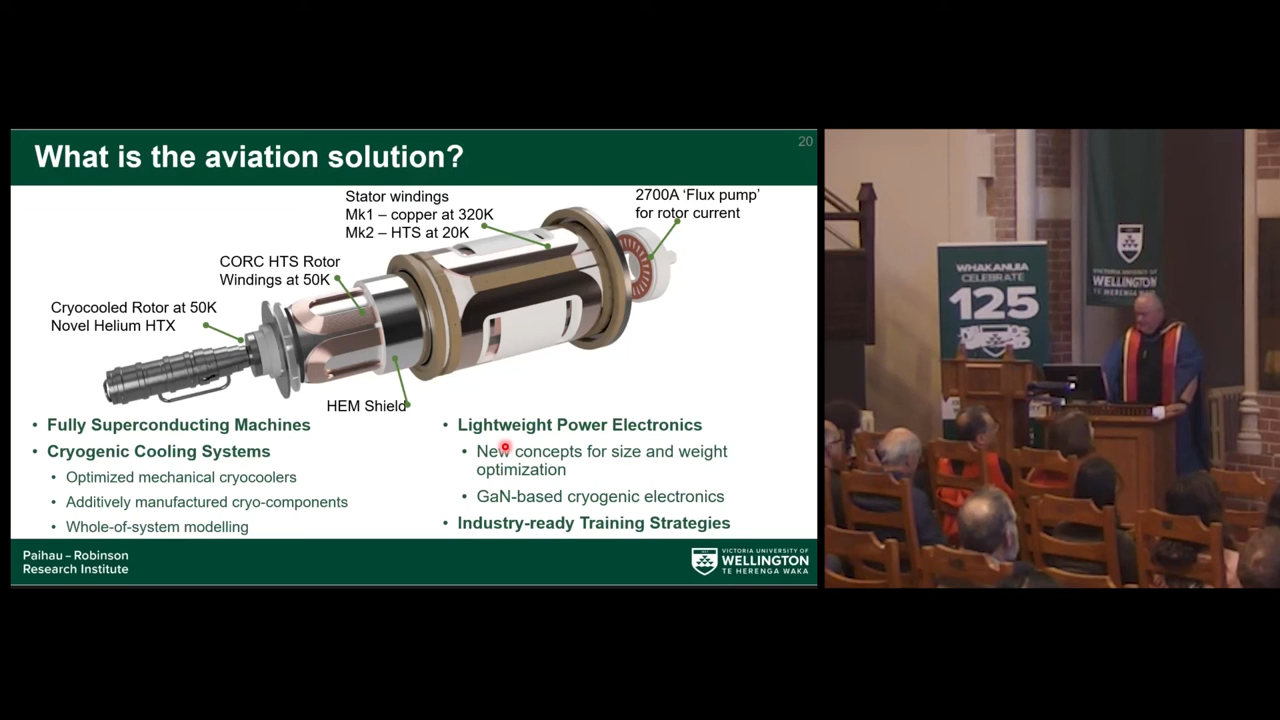 What is the aviation solution?
20
Stator windings
Mk1 – copper at 320K
Mk2 – HTS at 20K
2700A ‘Flux pump’
for rotor current
CORC HTS Rotor
Windings at 50K
Cryocooled Rotor at 50K
Novel Helium HTX
HEM Shield
• Fully Superconducting Machines
• Cryogenic Cooling Systems
• Optimized mechanical cryocoolers
• Additively manufactured cryo-components
• Whole-of-system modelling
• Lightweight Power Electronics
• New concepts for size and weight
optimization
• GaN-based cryogenic electronics
• Industry-ready Training Strategies
Paihau – Robinson
Research Institute
VICTORIA UNIVERSITY OF
WELLINGTON
TE HERENGA WAKA
WHAKANUIA
CELEBRATE
125
VICTORIA UNIVERSITY OF
WELLINGTON
TE HERENGA WAKA